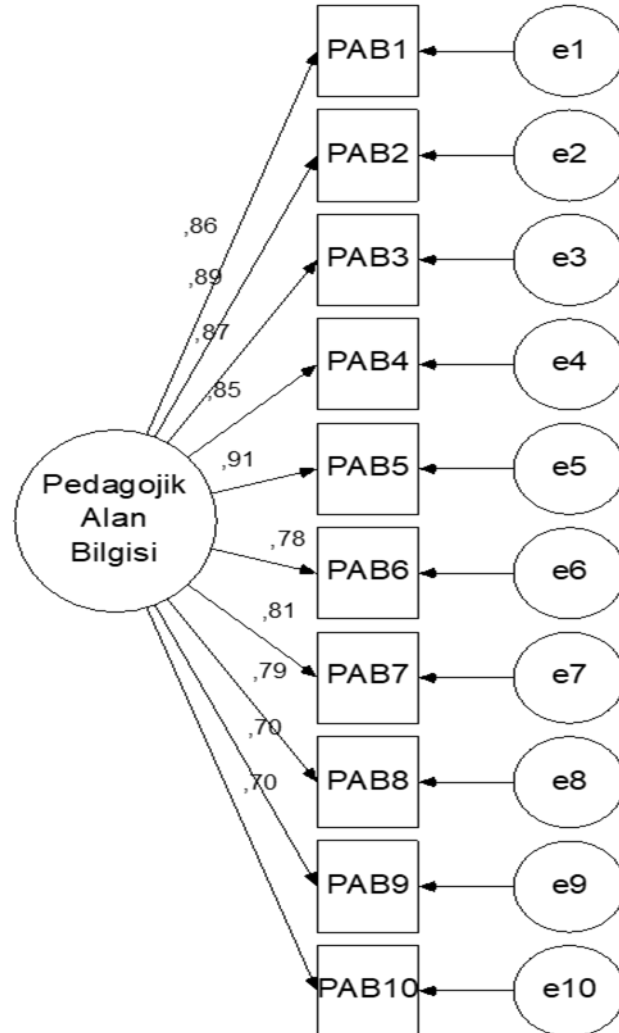 PAB1
e1
PAB2
e2
,86
PAB3
e3
,89
,87
PAB4
e4
,85
,91
PAB5
e5
Pedagojik
Alan
Bilgisi
,78
PAB6
e6
,81
PAB7
e7
,79
,70
PAB8
e8
,70
PAB9
e9
PAB10
e10